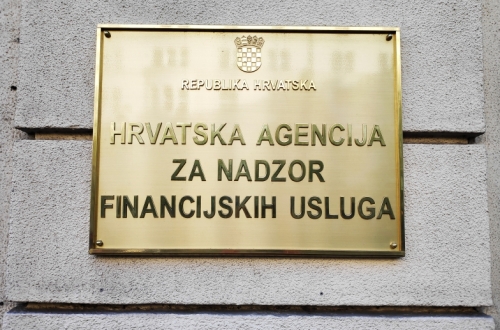 REPUBLIKA HRVATSKA
HRVATSKA AGENCIJA
ZA NADZOR
FINANCIJSKIH USLUGA